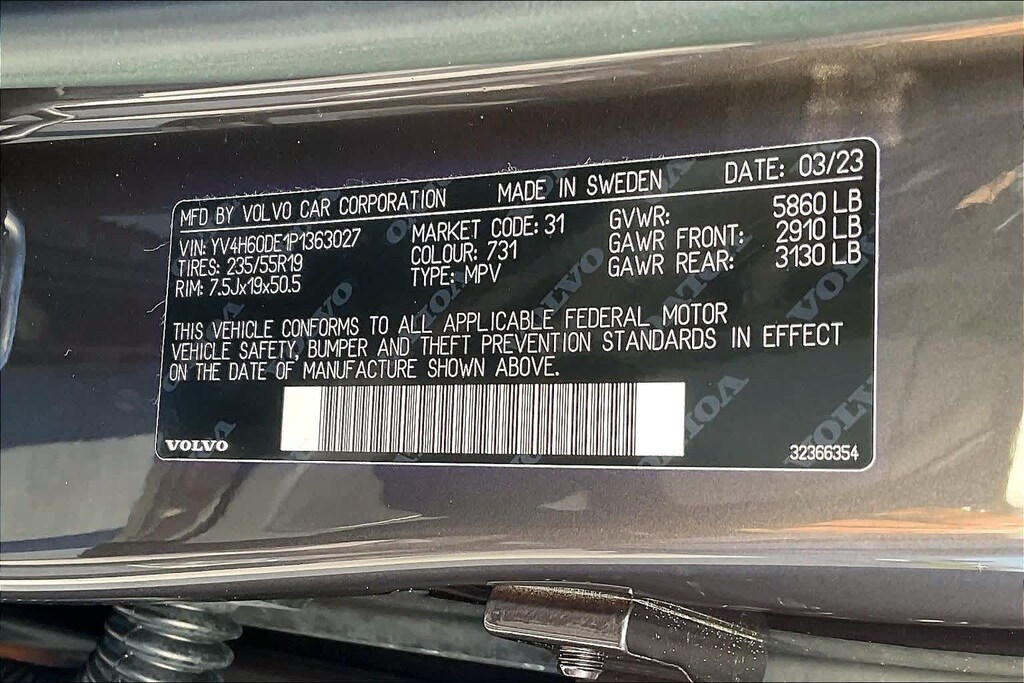 MFD BY VOLVO CAR CORPORATION MADE IN SWEDEN DATE: 03/23
VIN: YV4H60DE1P1363027 MARKET CODE: 31 GVWR: 5860 LB
TIRES: 235/55R19 COLOUR: 731 GAWR FRONT: 2910 LB
RIM: 7.5Jx19x50.5 TYPE: MPV GAWR REAR: 3130 LB
THIS VEHICLE CONFORMS TO ALL APPLICABLE FEDERAL MOTOR
VEHICLE SAFETY, BUMPER AND THEFT PREVENTION STANDARDS IN EFFECT
ON THE DATE OF MANUFACTURE SHOWN ABOVE.
VOLVO 32366354